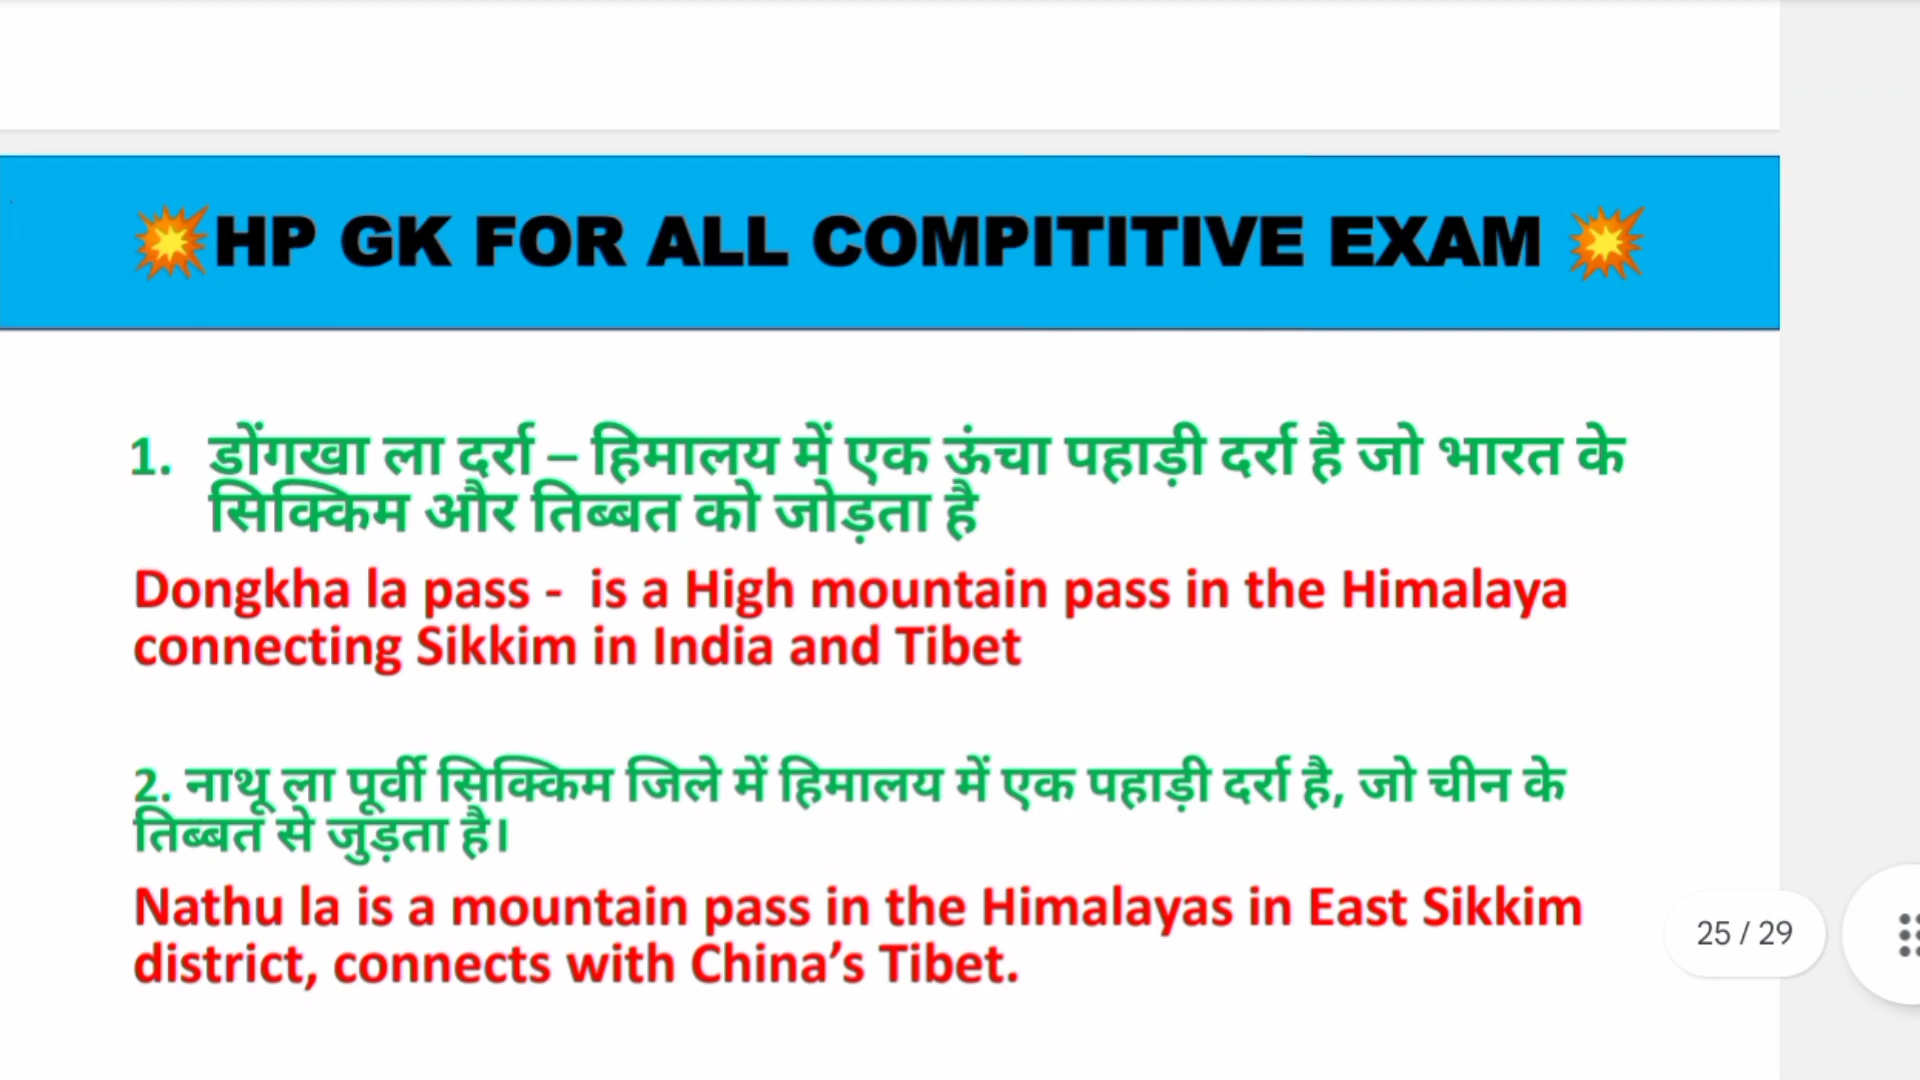 💥HP GK FOR ALL COMPITITIVE EXAM 💥
1. डोंगखा ला दर्रा – हिमालय में एक ऊंचा पहाड़ी दर्रा है जो भारत के
सिक्किम और तिब्बत को जोड़ता है
Dongkha la pass - is a High mountain pass in the Himalaya
connecting Sikkim in India and Tibet
2. नाथू ला पूर्वी सिक्किम जिले में हिमालय में एक पहाड़ी दर्रा है, जो चीन के
तिब्बत से जुड़ता है।
Nathu la is a mountain pass in the Himalayas in East Sikkim
district, connects with China’s Tibet.
25 / 29